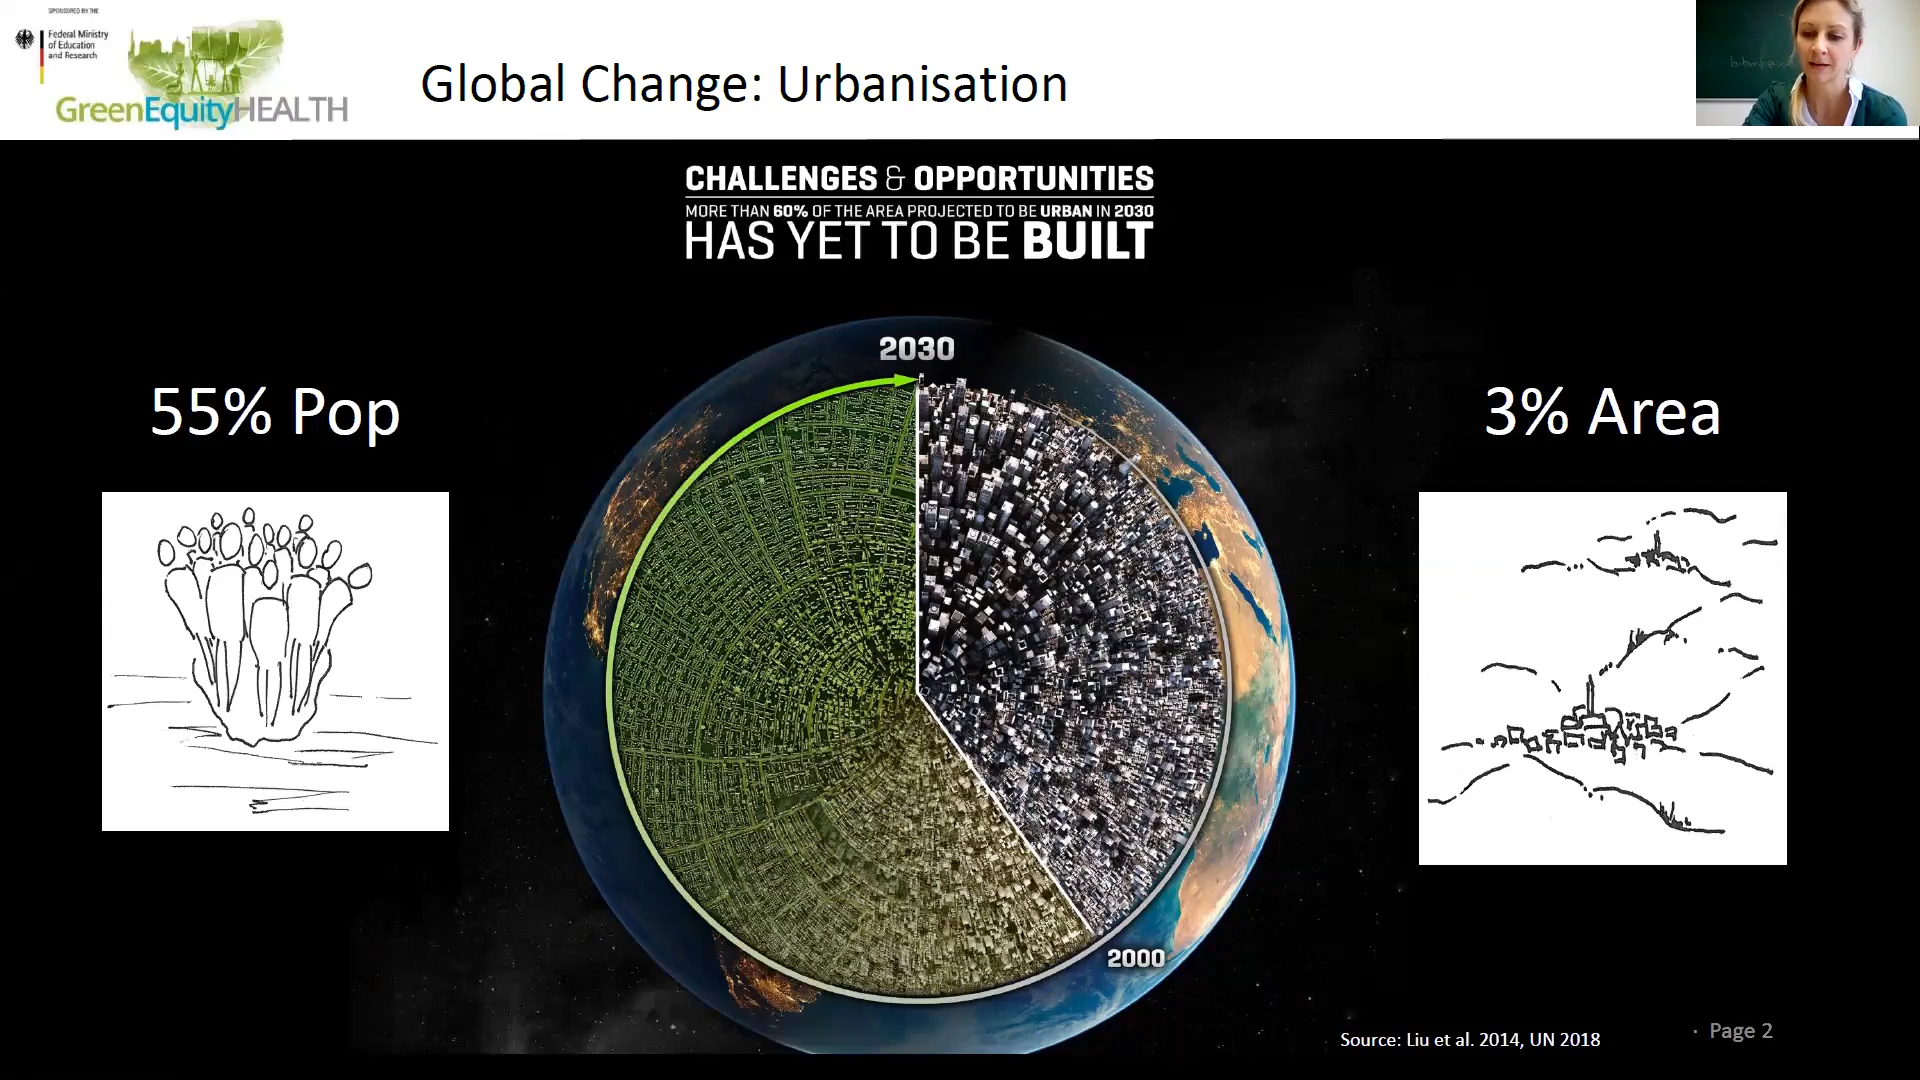 SPONSORED BY THE
Federal Ministry
of Education
and Research
GreenEquityHEALTH
Global Change: Urbanisation
CHALLENGES & OPPORTUNITIES
MORE THAN 60% OF THE AREA PROJECTED TO BE URBAN IN 2030
HAS YET TO BE BUILT
2030
55% Pop
3% Area
2000
Source: Liu et al. 2014, UN 2018
· Page 2